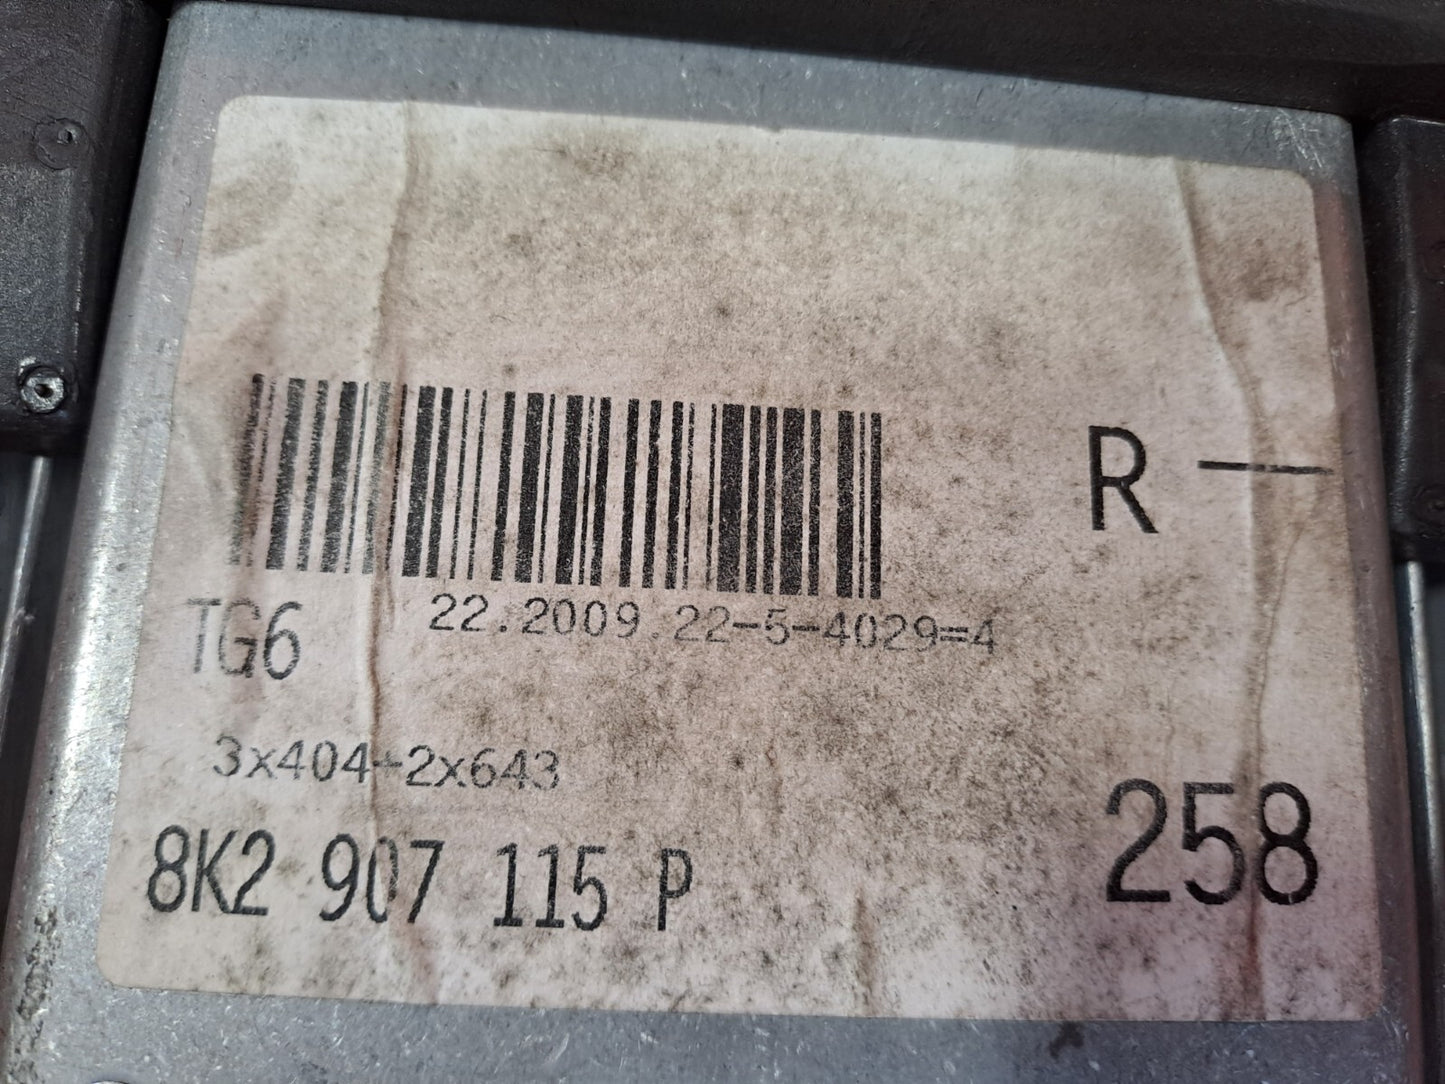 R —
TG6 22.2009.22-5-4029=4
3x404+2x643
8K2 907 115 P
258